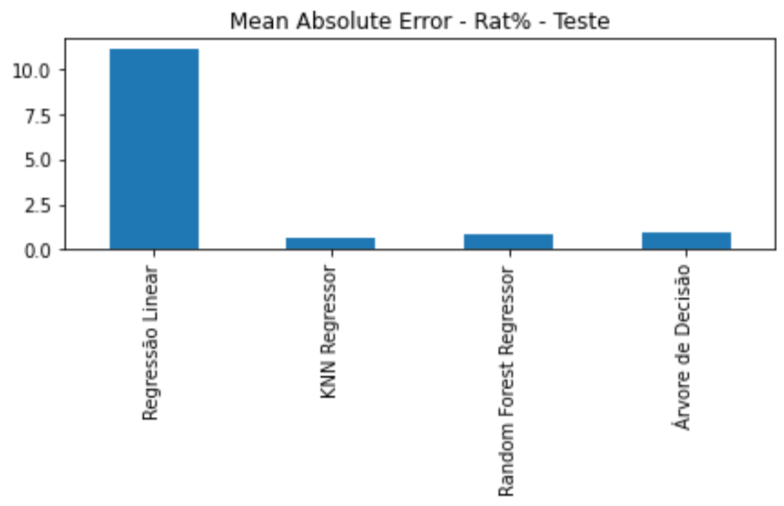 Mean Absolute Error - Rat% - Teste
10.0
7.5
5.0
2.5
0.0
Regressão Linear
KNN Regressor
Random Forest Regressor
Árvore de Decisão